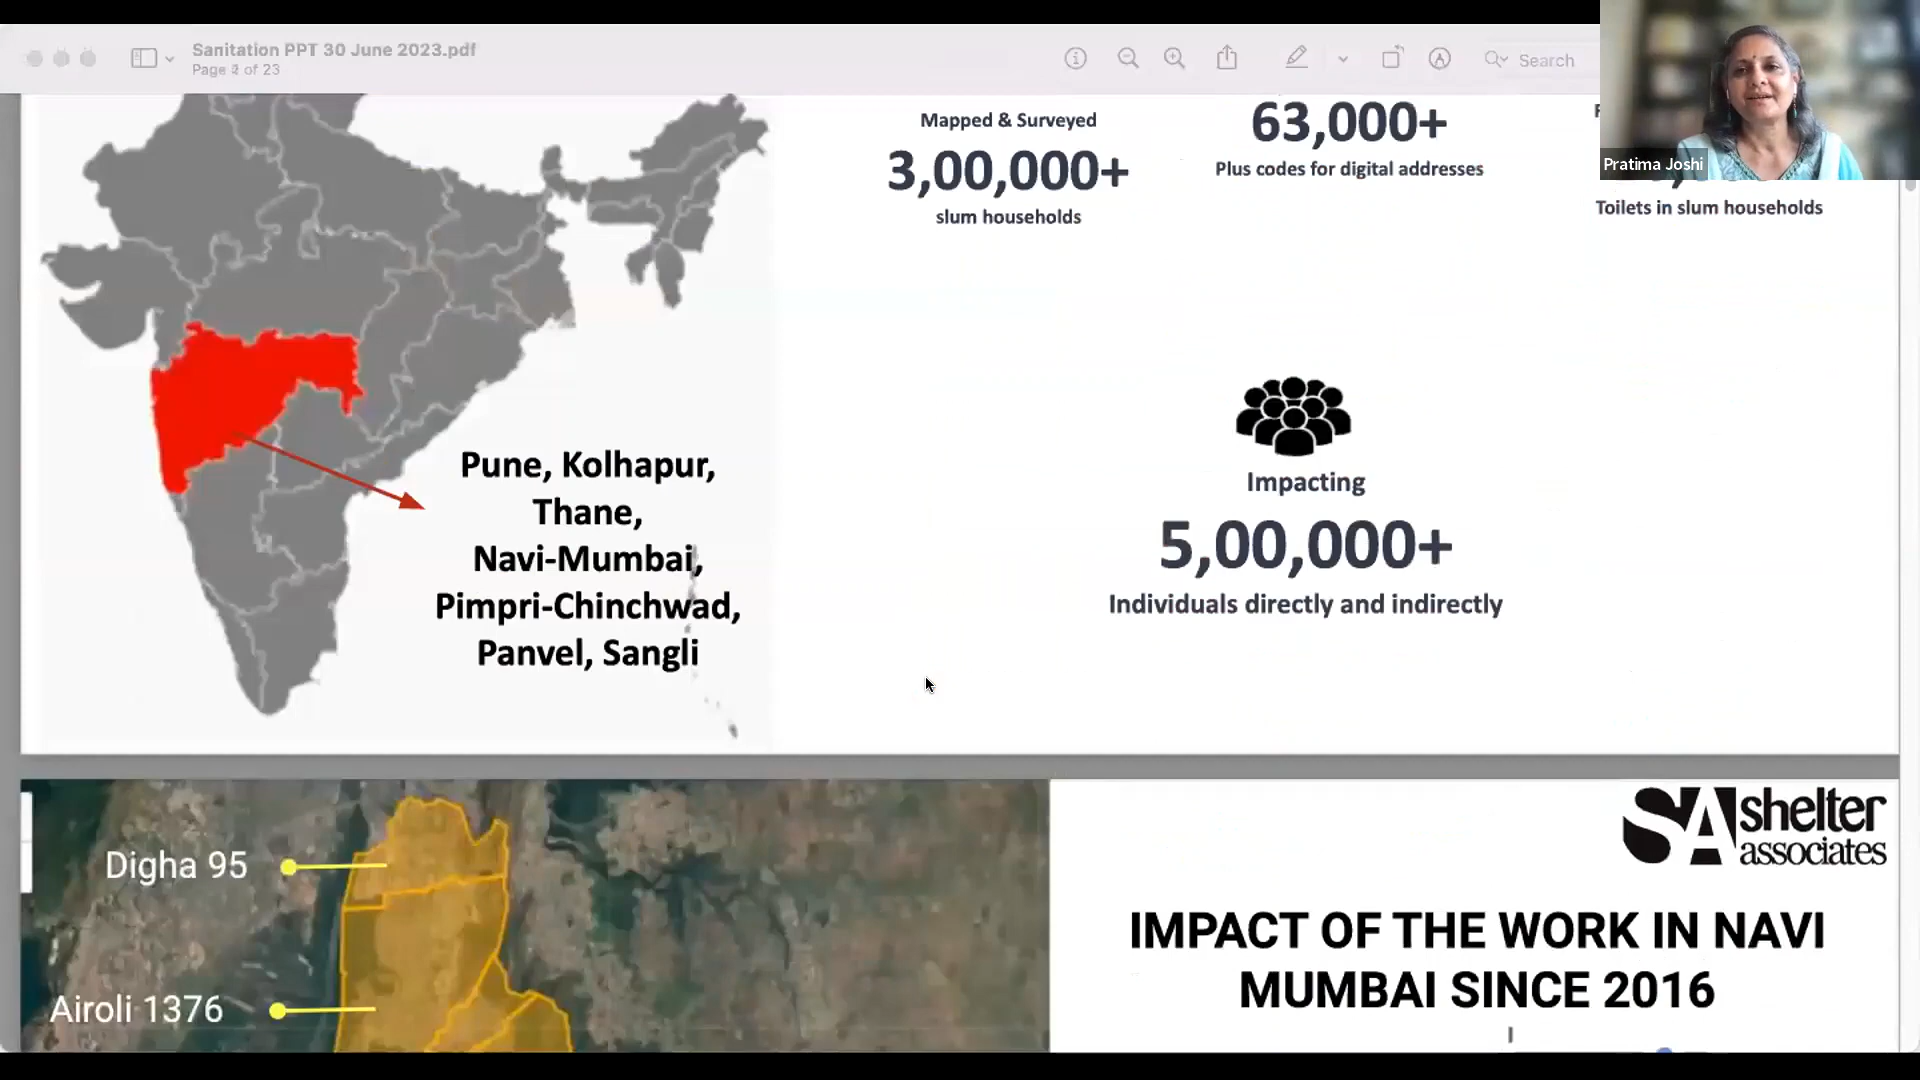 Sanitation PPT 30 June 2023.pdf
Page 2 of 23
Search
Pratima Joshi
Mapped & Surveyed
3,00,000+
slum households
63,000+
Plus codes for digital addresses
Toilets in slum households
Pune, Kolhapur,
Thane,
Navi-Mumbai,
Pimpri-Chinchwad,
Panvel, Sangli
Impacting
5,00,000+
Individuals directly and indirectly
Digha 95
Airoli 1376
SA shelter
associates
IMPACT OF THE WORK IN NAVI
MUMBAI SINCE 2016